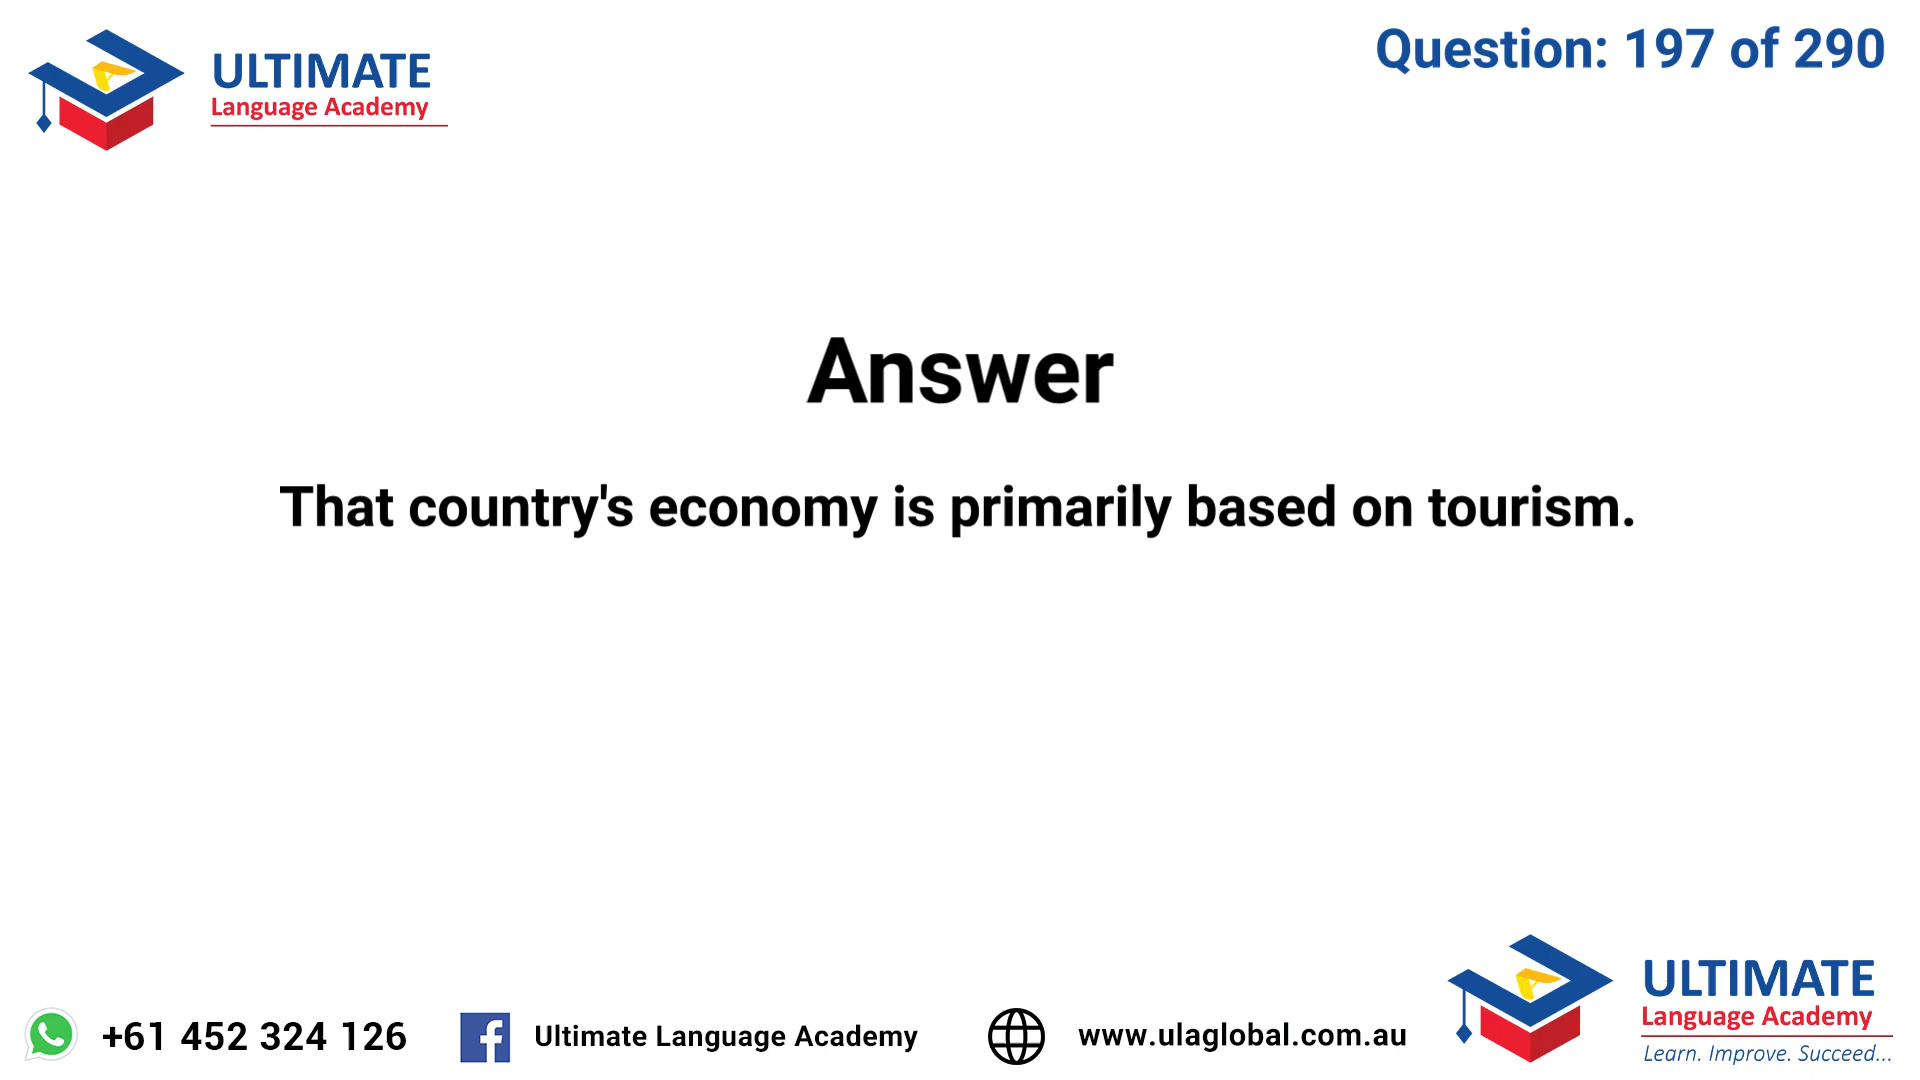 ULTIMATE
Language Academy
Question: 197 of 290
Answer
That country's economy is primarily based on tourism.
+61 452 324 126
Ultimate Language Academy
www.ulaglobal.com.au
ULTIMATE
Language Academy
Learn. Improve. Succeed...